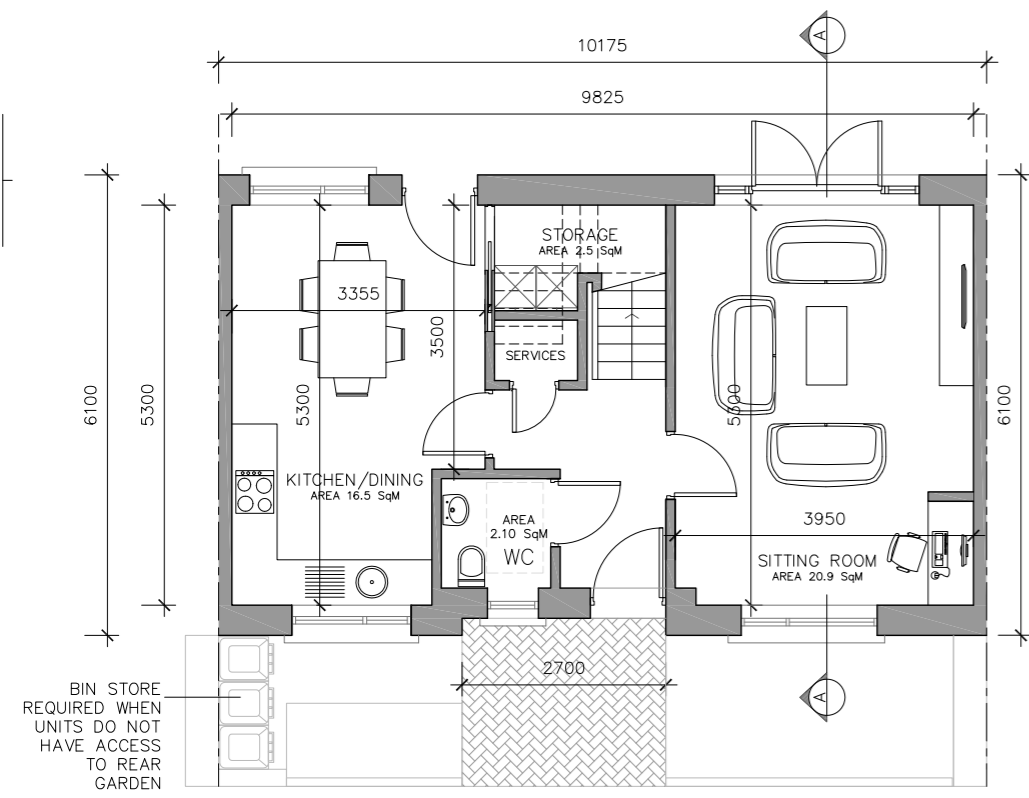 10175
A
9825
STORAGE
AREA 2.5 SqM
3355
3500
SERVICES
6100
5300
5300
5300
6100
KITCHEN/DINING
AREA 16.5 SqM
AREA
2.10 SqM
WC
3950
SITTING ROOM
AREA 20.9 SqM
2700
A
BIN STORE
REQUIRED WHEN
UNITS DO NOT
HAVE ACCESS
TO REAR
GARDEN